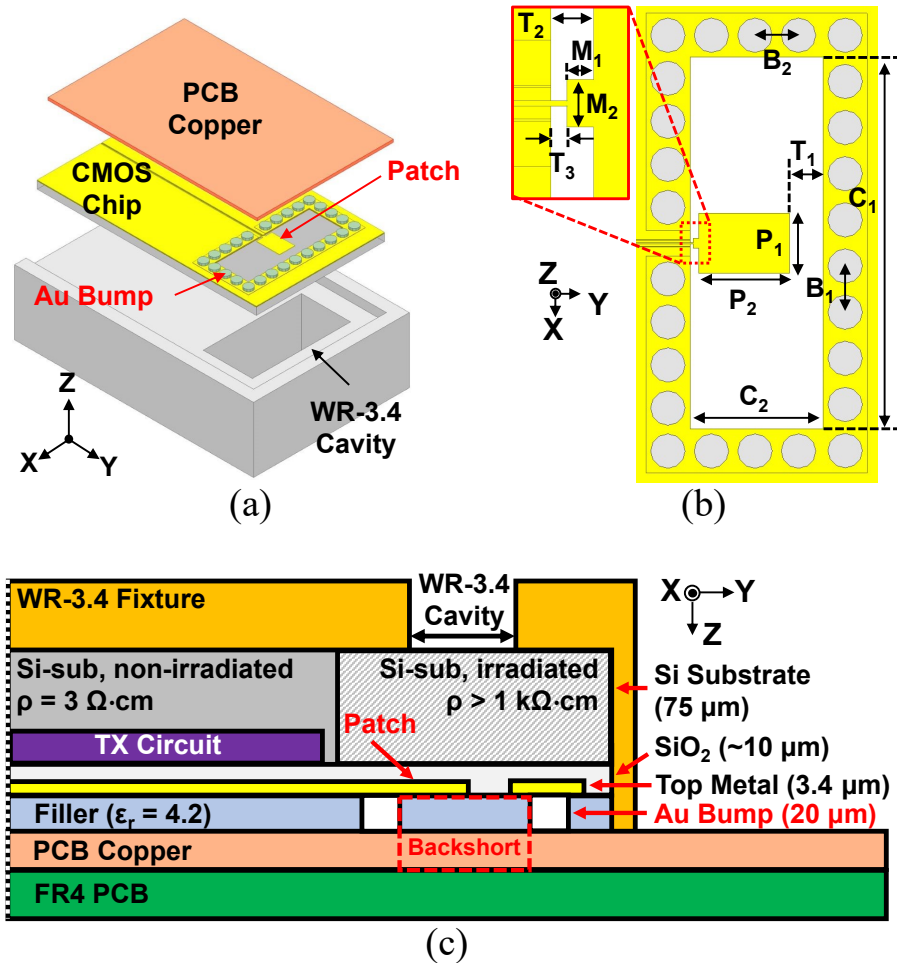 PCB
Copper
CMOS
Chip
Patch
Au Bump
WR-3.4
Cavity
Z
X
Y
(a)
T2
M1
M2
T3
B2
T1
C1
P1
P2
B1
C2
Z
Y
X
(b)
WR-3.4 Fixture
WR-3.4
Cavity
X
Y
Z
Si-sub, non-irradiated
ρ = 3 Ω·cm
Si-sub, irradiated
ρ > 1 kΩ·cm
Si Substrate
(75 µm)
Patch
TX Circuit
SiO₂ (~10 µm)
Top Metal (3.4 µm)
Filler (εr = 4.2)
Au Bump (20 µm)
PCB Copper
Backshort
FR4 PCB
(c)